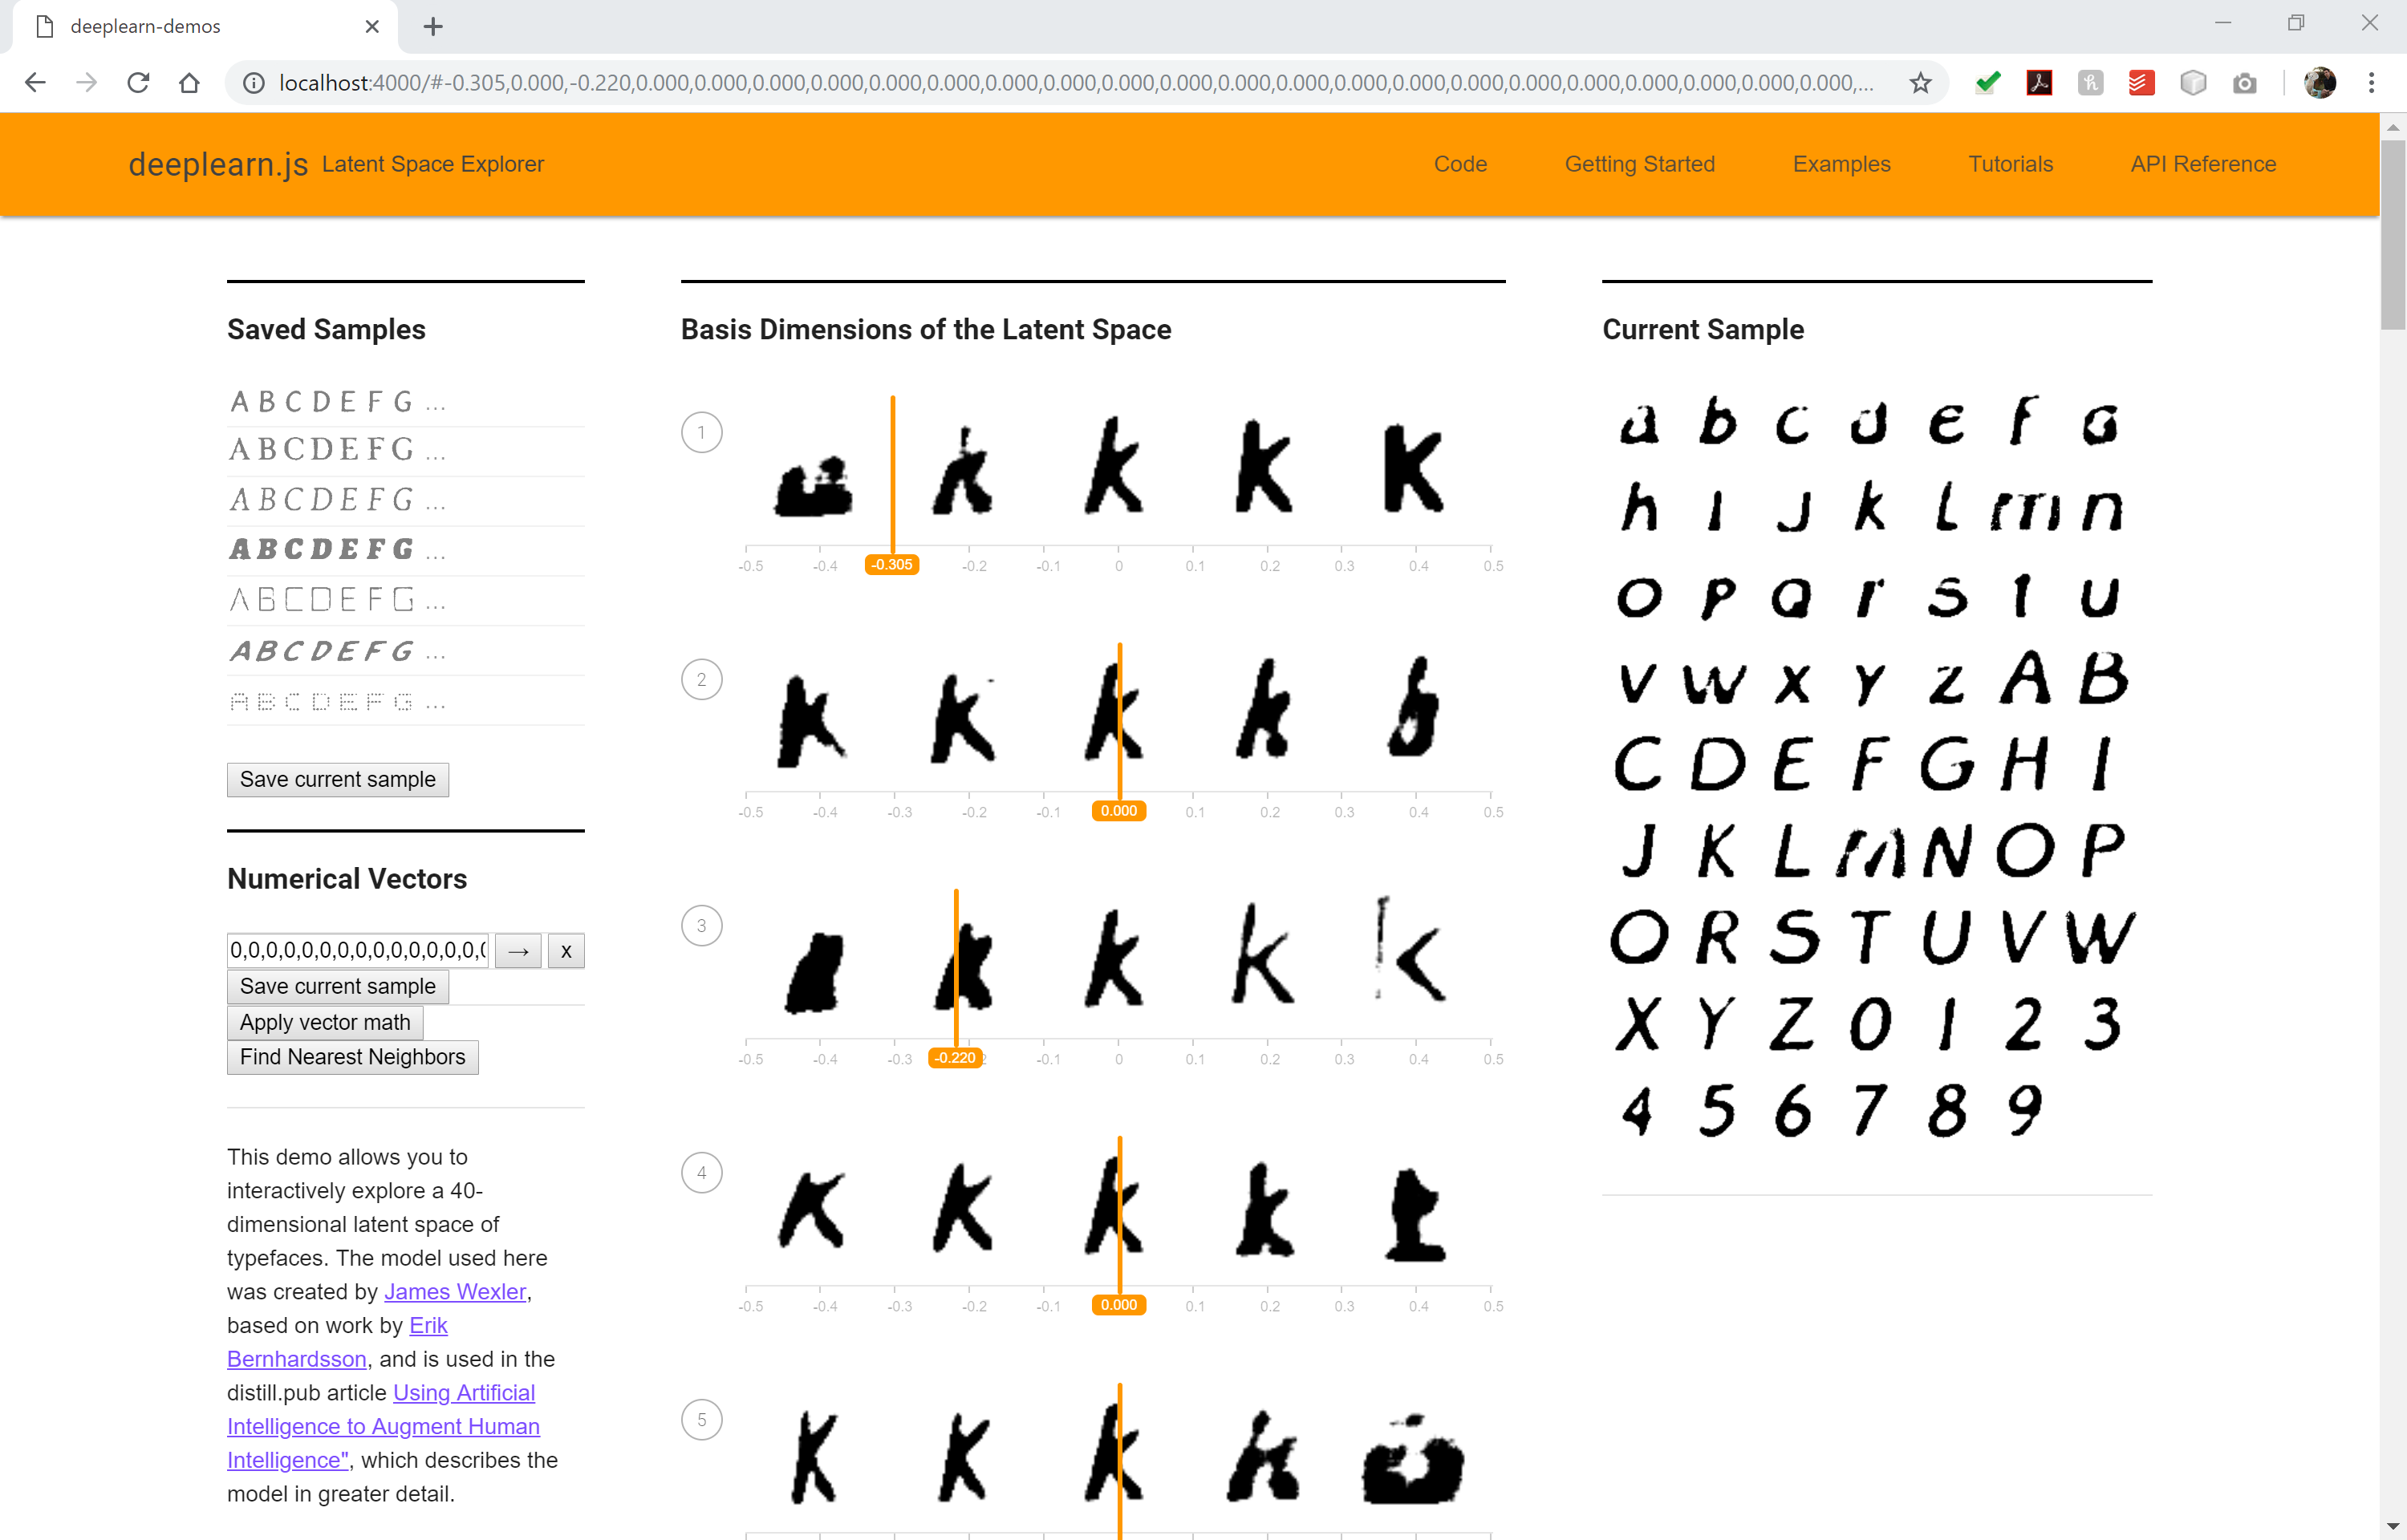 deeplearn-demos
localhost:4000/#-0.305,0.000,-0.220,0.000,0.000,0.000,0.000,0.000,0.000,0.000,0.000,0.000,0.000,0.000,0.000,0.000,0.000,0.000,0.000,0.000,0.000,0.000,0.000,0.000,0.000,0.000,...
deeplearn.js Latent Space Explorer
Code Getting Started Examples Tutorials API Reference
Saved Samples
A B C D E F G ...
A B C D E F G ...
A B C D E F G ...
A B C D E F G ...
A B C D E F G ...
A B C D E F G ...
A B C D E F G ...
Save current sample
Numerical Vectors
0,0,0,0,0,0,0,0,0,0,0,0,0,0,0 → x
Save current sample
Apply vector math
Find Nearest Neighbors
This demo allows you to
interactively explore a 40-
dimensional latent space of
typefaces. The model used here
was created by James Wexler,
based on work by Erik
Bernhardsson, and is used in the
distill.pub article Using Artificial
Intelligence to Augment Human
Intelligence", which describes the
model in greater detail.
Basis Dimensions of the Latent Space
1
k k k K
-0.5 -0.4 -0.305 -0.2 -0.1 0 0.1 0.2 0.3 0.4 0.5
2
k k k k
-0.5 -0.4 -0.3 -0.2 -0.1 0.000 0.1 0.2 0.3 0.4 0.5
3
k k k k
-0.5 -0.4 -0.3 -0.220 -0.1 0 0.1 0.2 0.3 0.4 0.5
4
K k k k
-0.5 -0.4 -0.3 -0.2 -0.1 0.000 0.1 0.2 0.3 0.4 0.5
5
K K k k
Current Sample
a b c d e f G
h I J k L m n
o p a r s t u
v w x y z A B
C D E F G H I
J K L M N O P
O R S T U V W
X Y Z 0 1 2 3
4 5 6 7 8 9